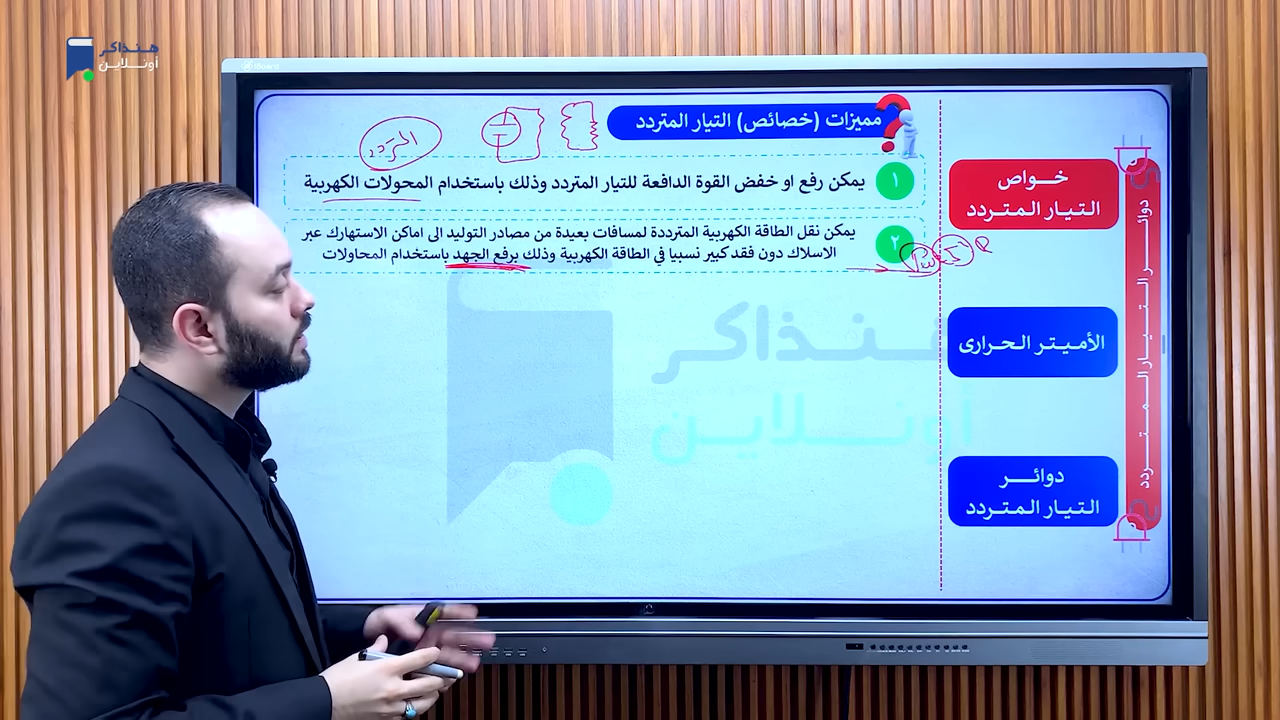 هنذاكر
أونلاين
مميزات (خصائص) التيار المتردد
?
المتردد
١
يمكن رفع او خفض القوة الدافعة للتيار المتردد وذلك باستخدام المحولات الكهربية
٢
يمكن نقل الطاقة الكهربية المترددة لمسافات بعيدة من مصادر التوليد الى اماكن الاستهارك عبر
الاسلاك دون فقد كبير نسبيا في الطاقة الكهربية وذلك برفع الجهد باستخدام المحاولات
Pw = I² R
خواص
التيار المتردد
الأميتر الحرارى
دوائر
التيار المتردد
دوائر التيار المتردد
هنذاكر
أونلاين